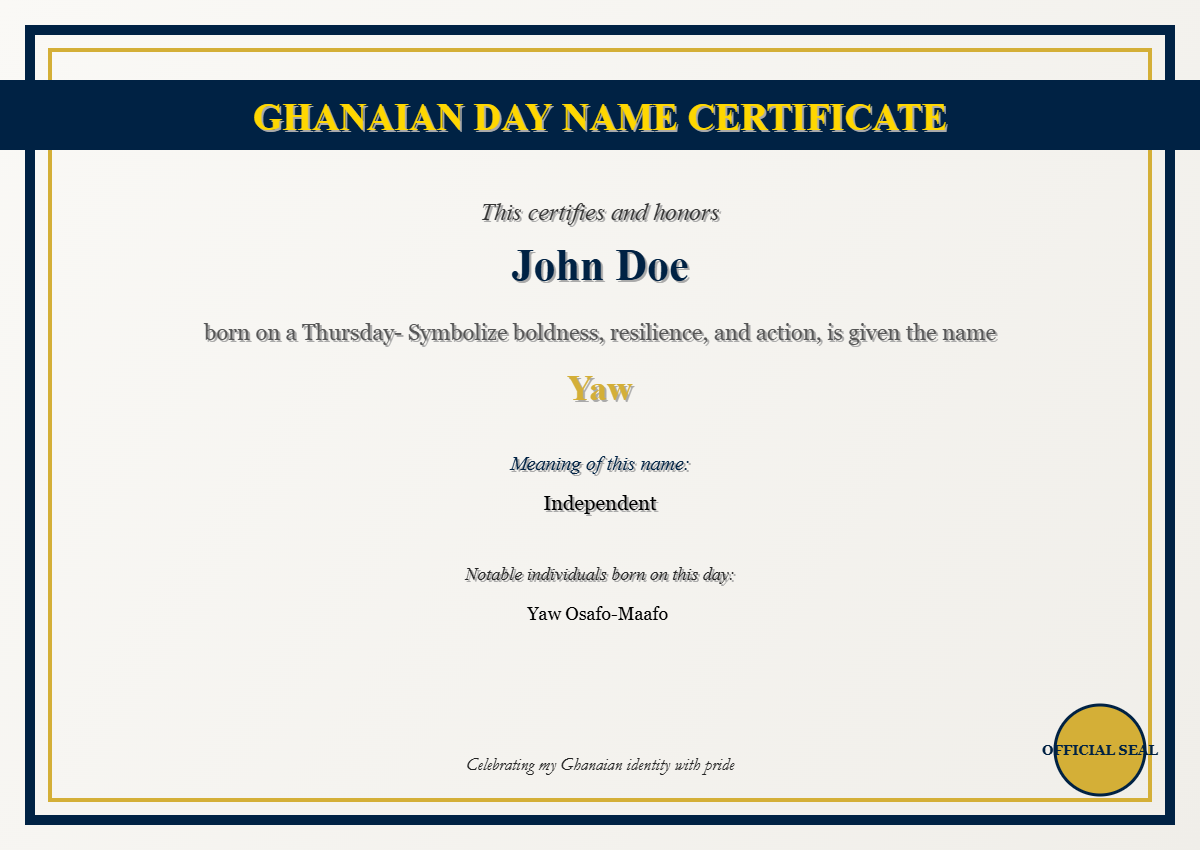 GHANAIAN DAY NAME CERTIFICATE
This certifies and honors
John Doe
born on a Thursday- Symbolize boldness, resilience, and action, is given the name
Yaw
Meaning of this name:
Independent
Notable individuals born on this day:
Yaw Osafo-Maafo
OFFICIAL SEAL
Celebrating my Ghanaian identity with pride